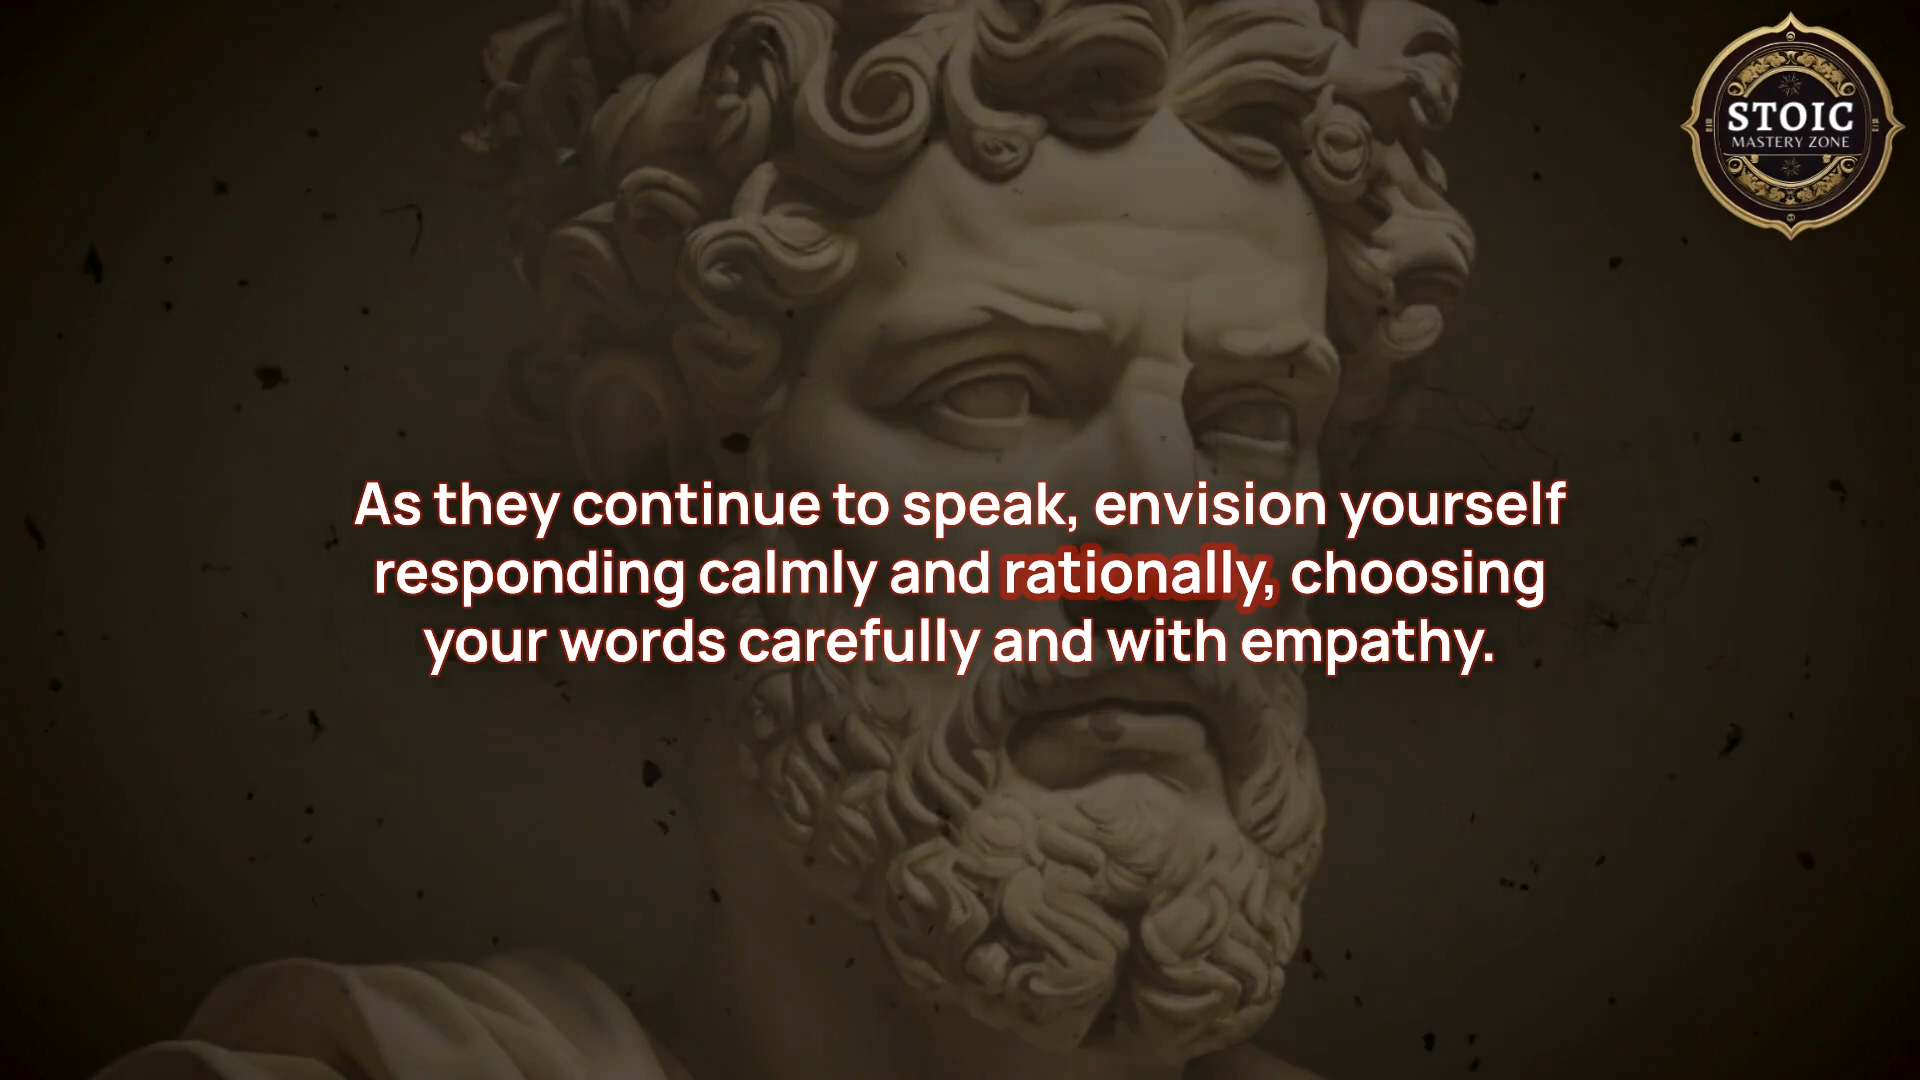 STOIC
MASTERY ZONE
As they continue to speak, envision yourself
responding calmly and rationally, choosing
your words carefully and with empathy.